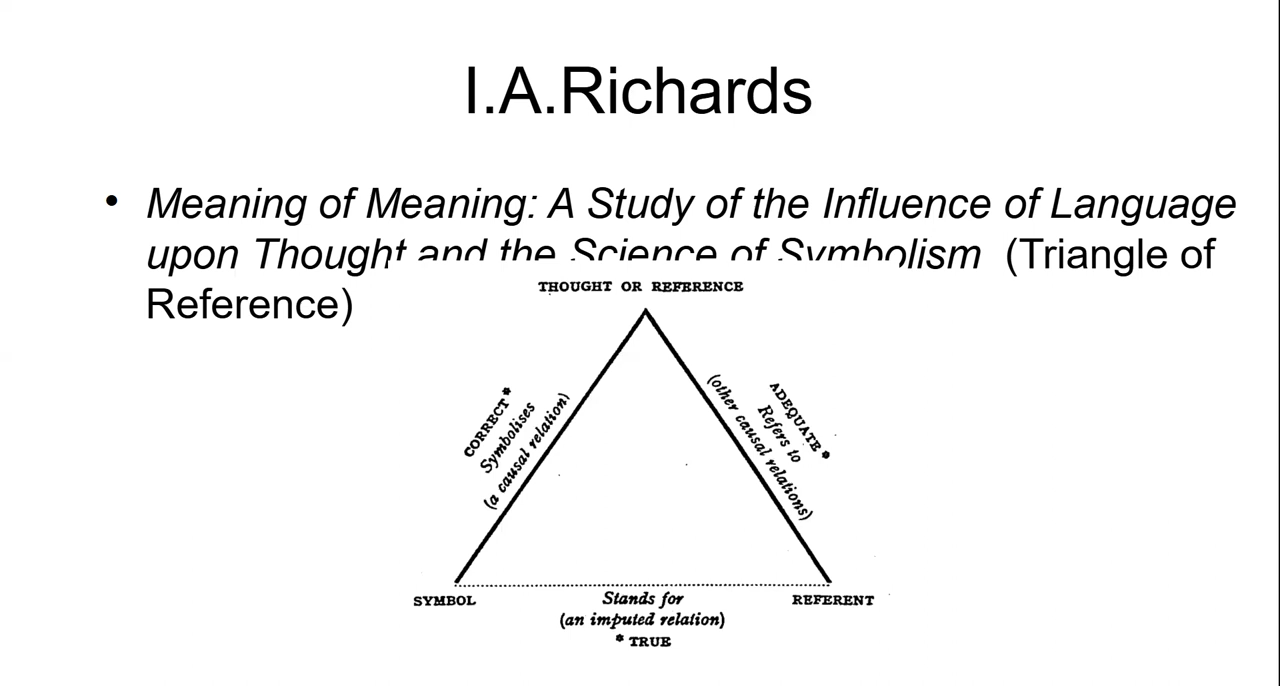 I.A.Richards
• Meaning of Meaning: A Study of the Influence of Language
upon Thought and the Science of Symbolism (Triangle of
Reference)
THOUGHT OR REFERENCE
CORRECT*
Symbolises
(a causal relation)
ADEQUATE*
Refers to
(other causal relations)
SYMBOL
REFERENT
Stands for
(an imputed relation)
* TRUE